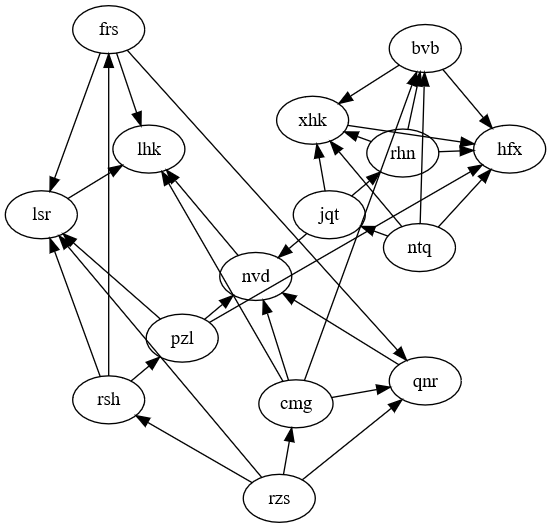 frs
bvb
xhk
lhk
rhn
hfx
lsr
jqt
ntq
nvd
pzl
qnr
rsh
cmg
rzs